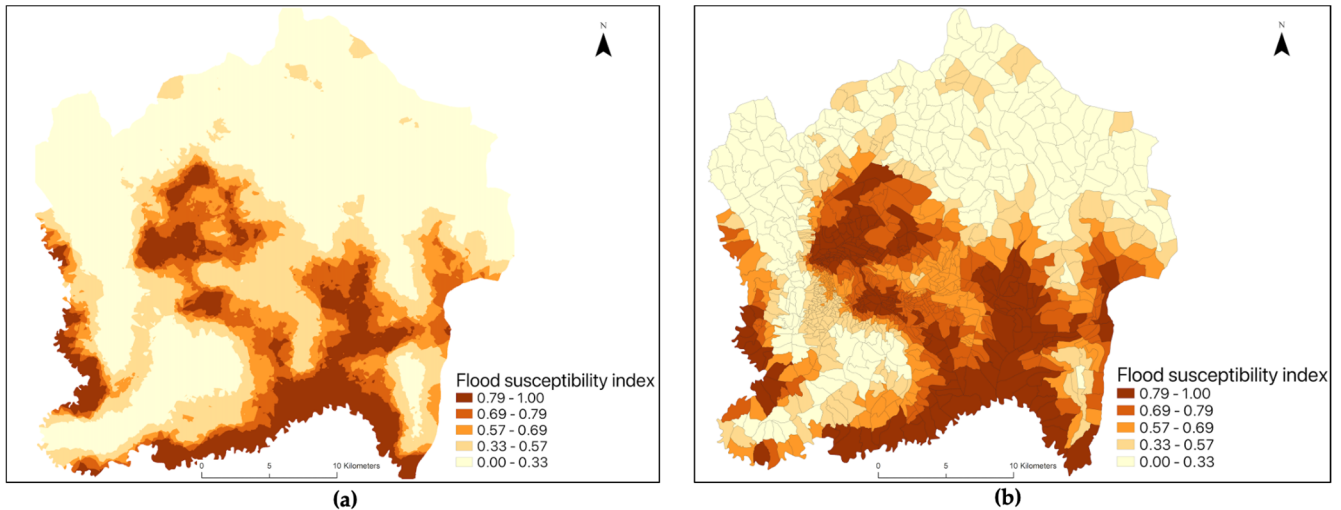 N
Flood susceptibility index
0.79 - 1.00
0.69 - 0.79
0.57 - 0.69
0.33 - 0.57
0.00 - 0.33
0 5 10 Kilometers
(a)
N
Flood susceptibility index
0.79 - 1.00
0.69 - 0.79
0.57 - 0.69
0.33 - 0.57
0.00 - 0.33
0 5 10 Kilometers
(b)